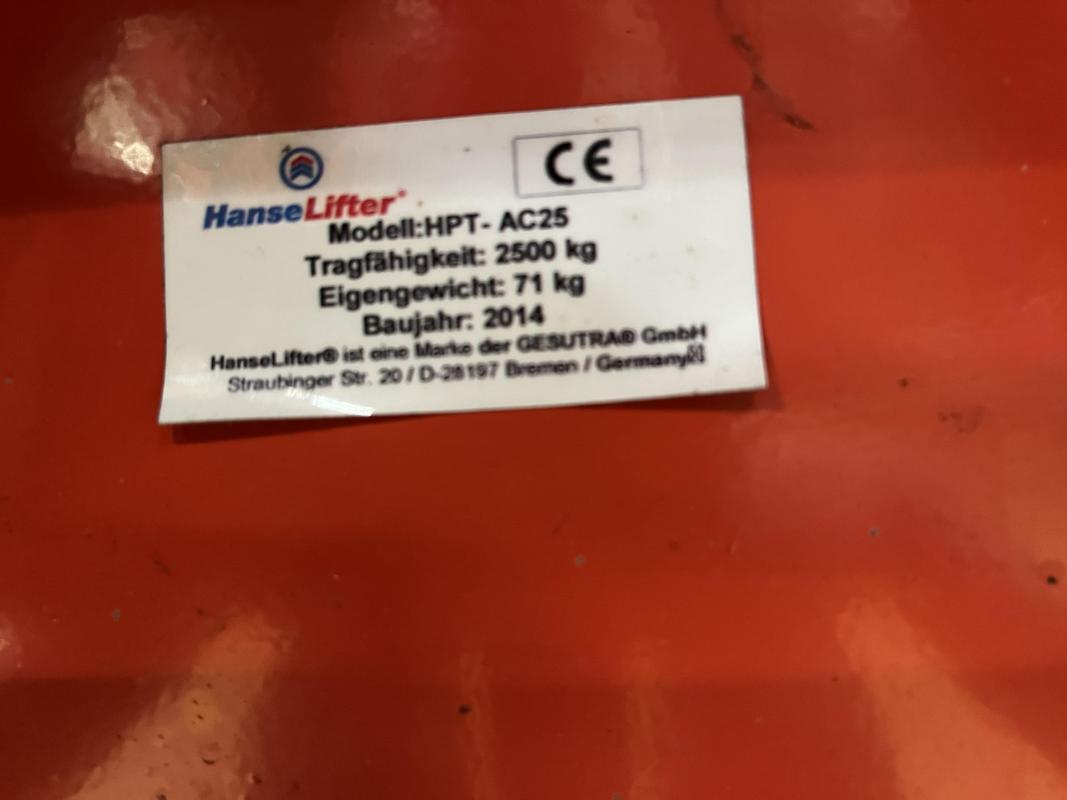 CE
HanseLifter®
Modell:HPT- AC25
Tragfähigkeit: 2500 kg
Eigengewicht: 71 kg
Baujahr: 2014
HanseLifter® ist eine Marke der GESUTRA® GmbH
Straubinger Str. 20 / D-28197 Bremen / Germany